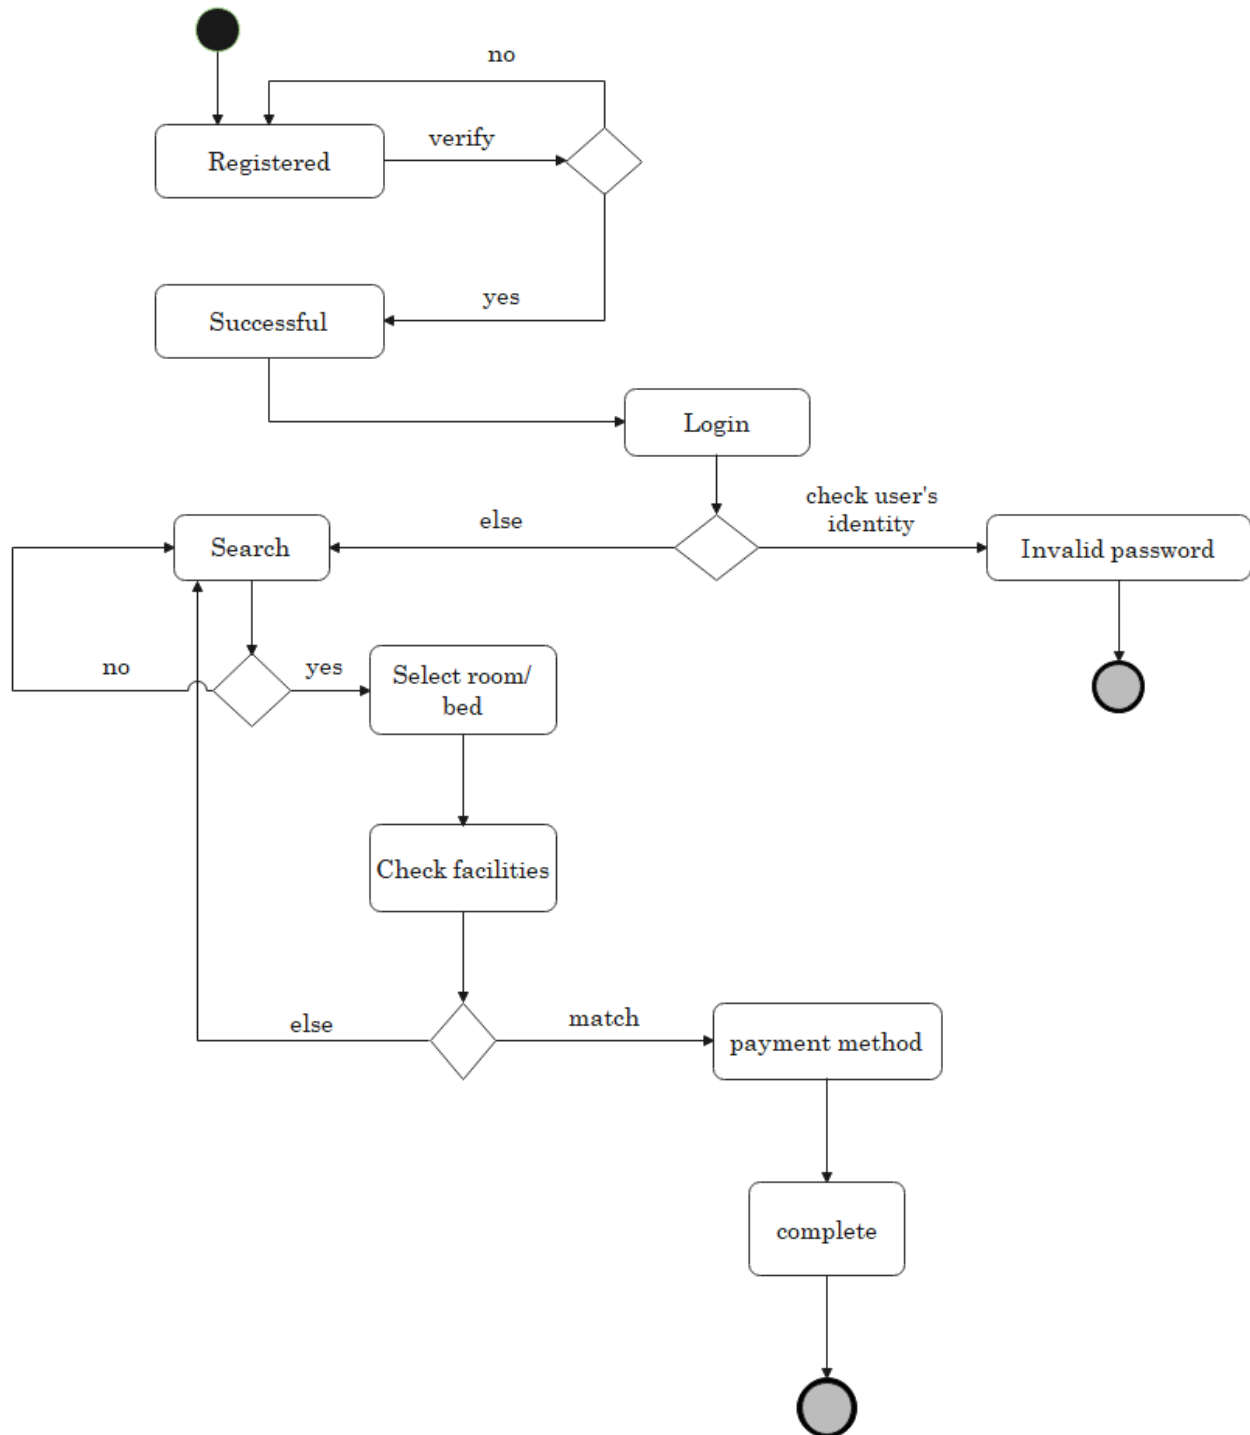 no
verify
Registered
yes
Successful
Login
check user's
identity
else
Search
Invalid password
no
yes
Select room/
bed
Check facilities
else
match
payment method
complete